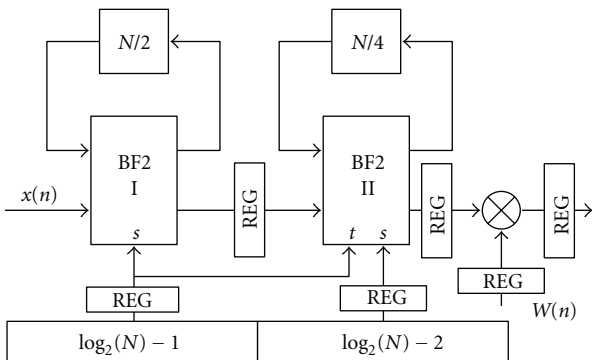 N/2
N/4
BF2
I
BF2
II
x(n)
REG
REG
REG
s
t s
REG
REG
REG
W(n)
log₂(N) − 1
log₂(N) − 2